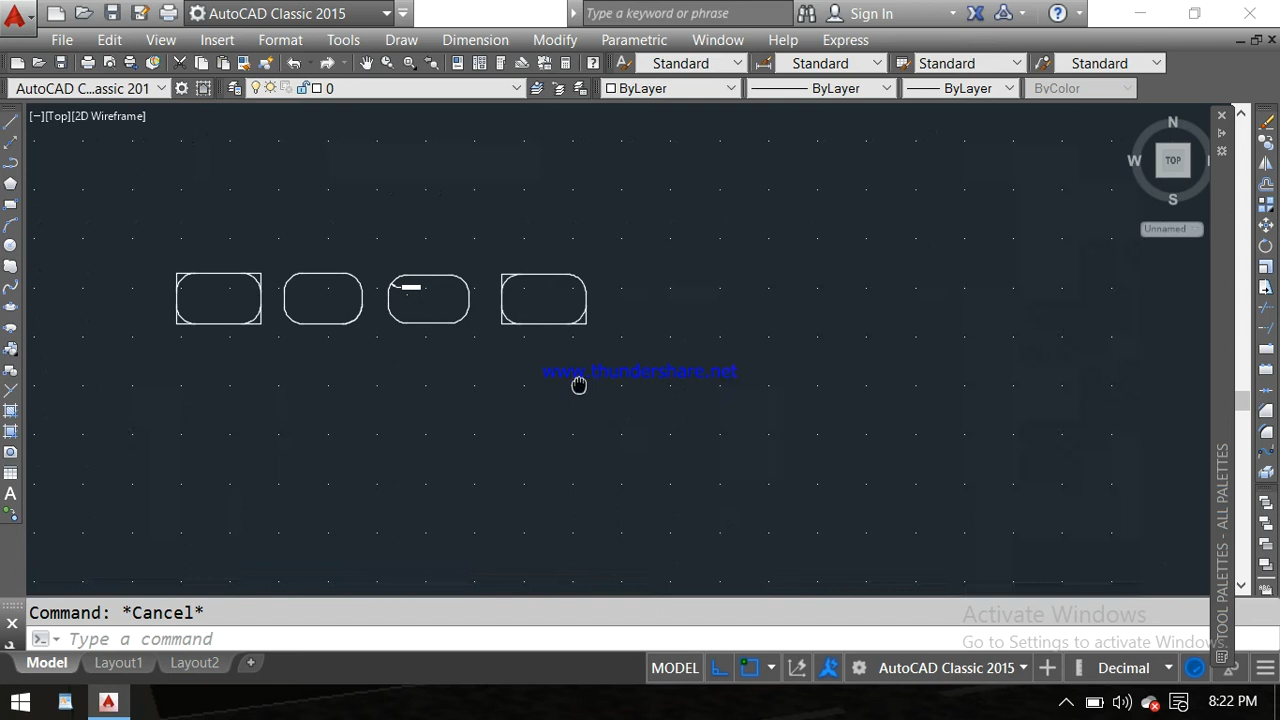 AutoCAD Classic 2015
Type a keyword or phrase
Sign In
File Edit View Insert Format Tools Draw Dimension Modify Parametric Window Help Express
Standard Standard Standard Standard
AutoCAD C...assic 201 0 ByLayer ByLayer ByLayer ByColor
[−][Top][2D Wireframe]
N
W TOP
S
Unnamed
www.thundershare.net
TOOL PALETTES - ALL PALETTES
Command: *Cancel*
Type a command
Activate Windows
Go to Settings to activate Windows.
Model Layout1 Layout2
MODEL AutoCAD Classic 2015 Decimal
8:22 PM